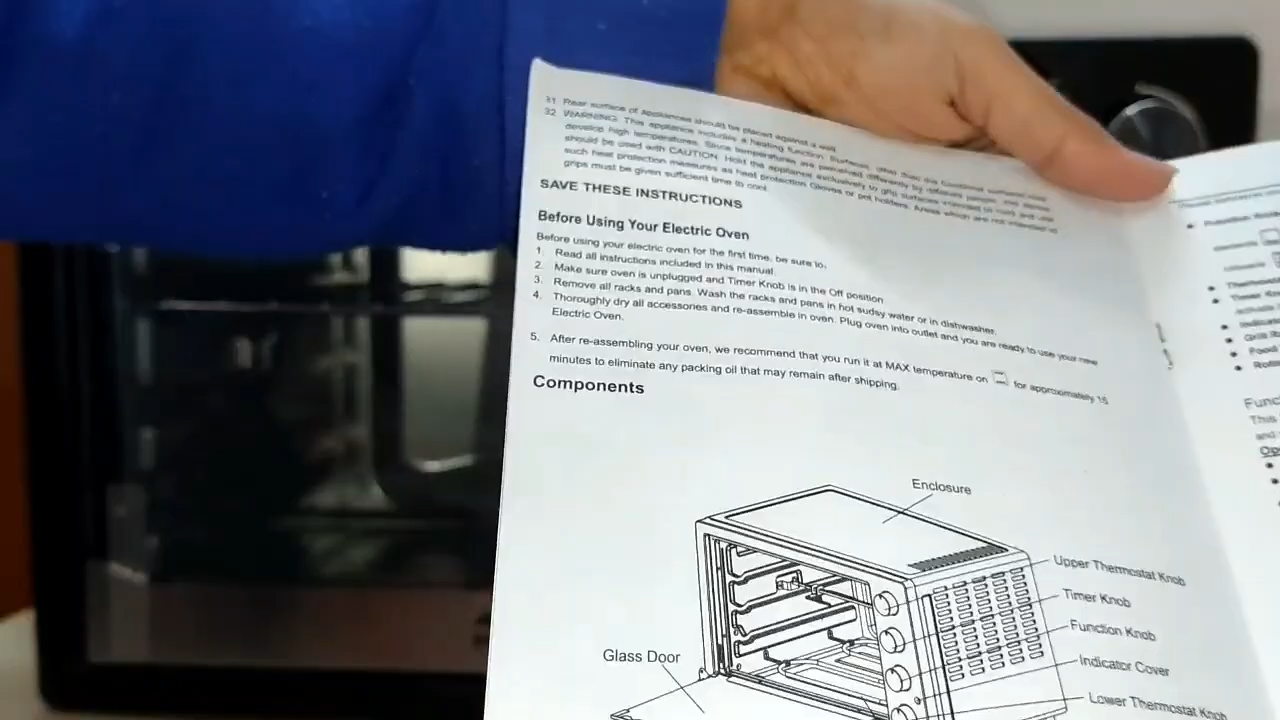 31 Rear surface of appliances should be placed against a wall
32 WARNING: This appliance includes a heating function. Surfaces, other than the functional surfaces may
develop high temperatures. Since temperatures are perceived differently by different people, this device
should be used with CAUTION. Hold the appliance exclusively to grip surfaces intended to
such heat protection measures as heat protection Gloves or pot holders. Areas which are not intended to
grips must be given sufficient time to cool.
SAVE THESE INSTRUCTIONS
Before Using Your Electric Oven
Before using your electric oven for the first time, be sure to:
1. Read all instructions included in this manual.
2. Make sure oven is unplugged and Timer Knob is in the Off position
3. Remove all racks and pans. Wash the racks and pans in hot sudsy water or in dishwasher.
4. Thoroughly dry all accessories and re-assemble in oven. Plug oven into outlet and you are ready to use your new
Electric Oven.
5. After re-assembling your oven, we recommend that you run it at MAX temperature on for approximately 15
minutes to eliminate any packing oil that may remain after shipping.
Components
Enclosure
Upper Thermostat Knob
Timer Knob
Function Knob
Indicator Cover
Lower Thermostat Knob
Glass Door
Func
This
and